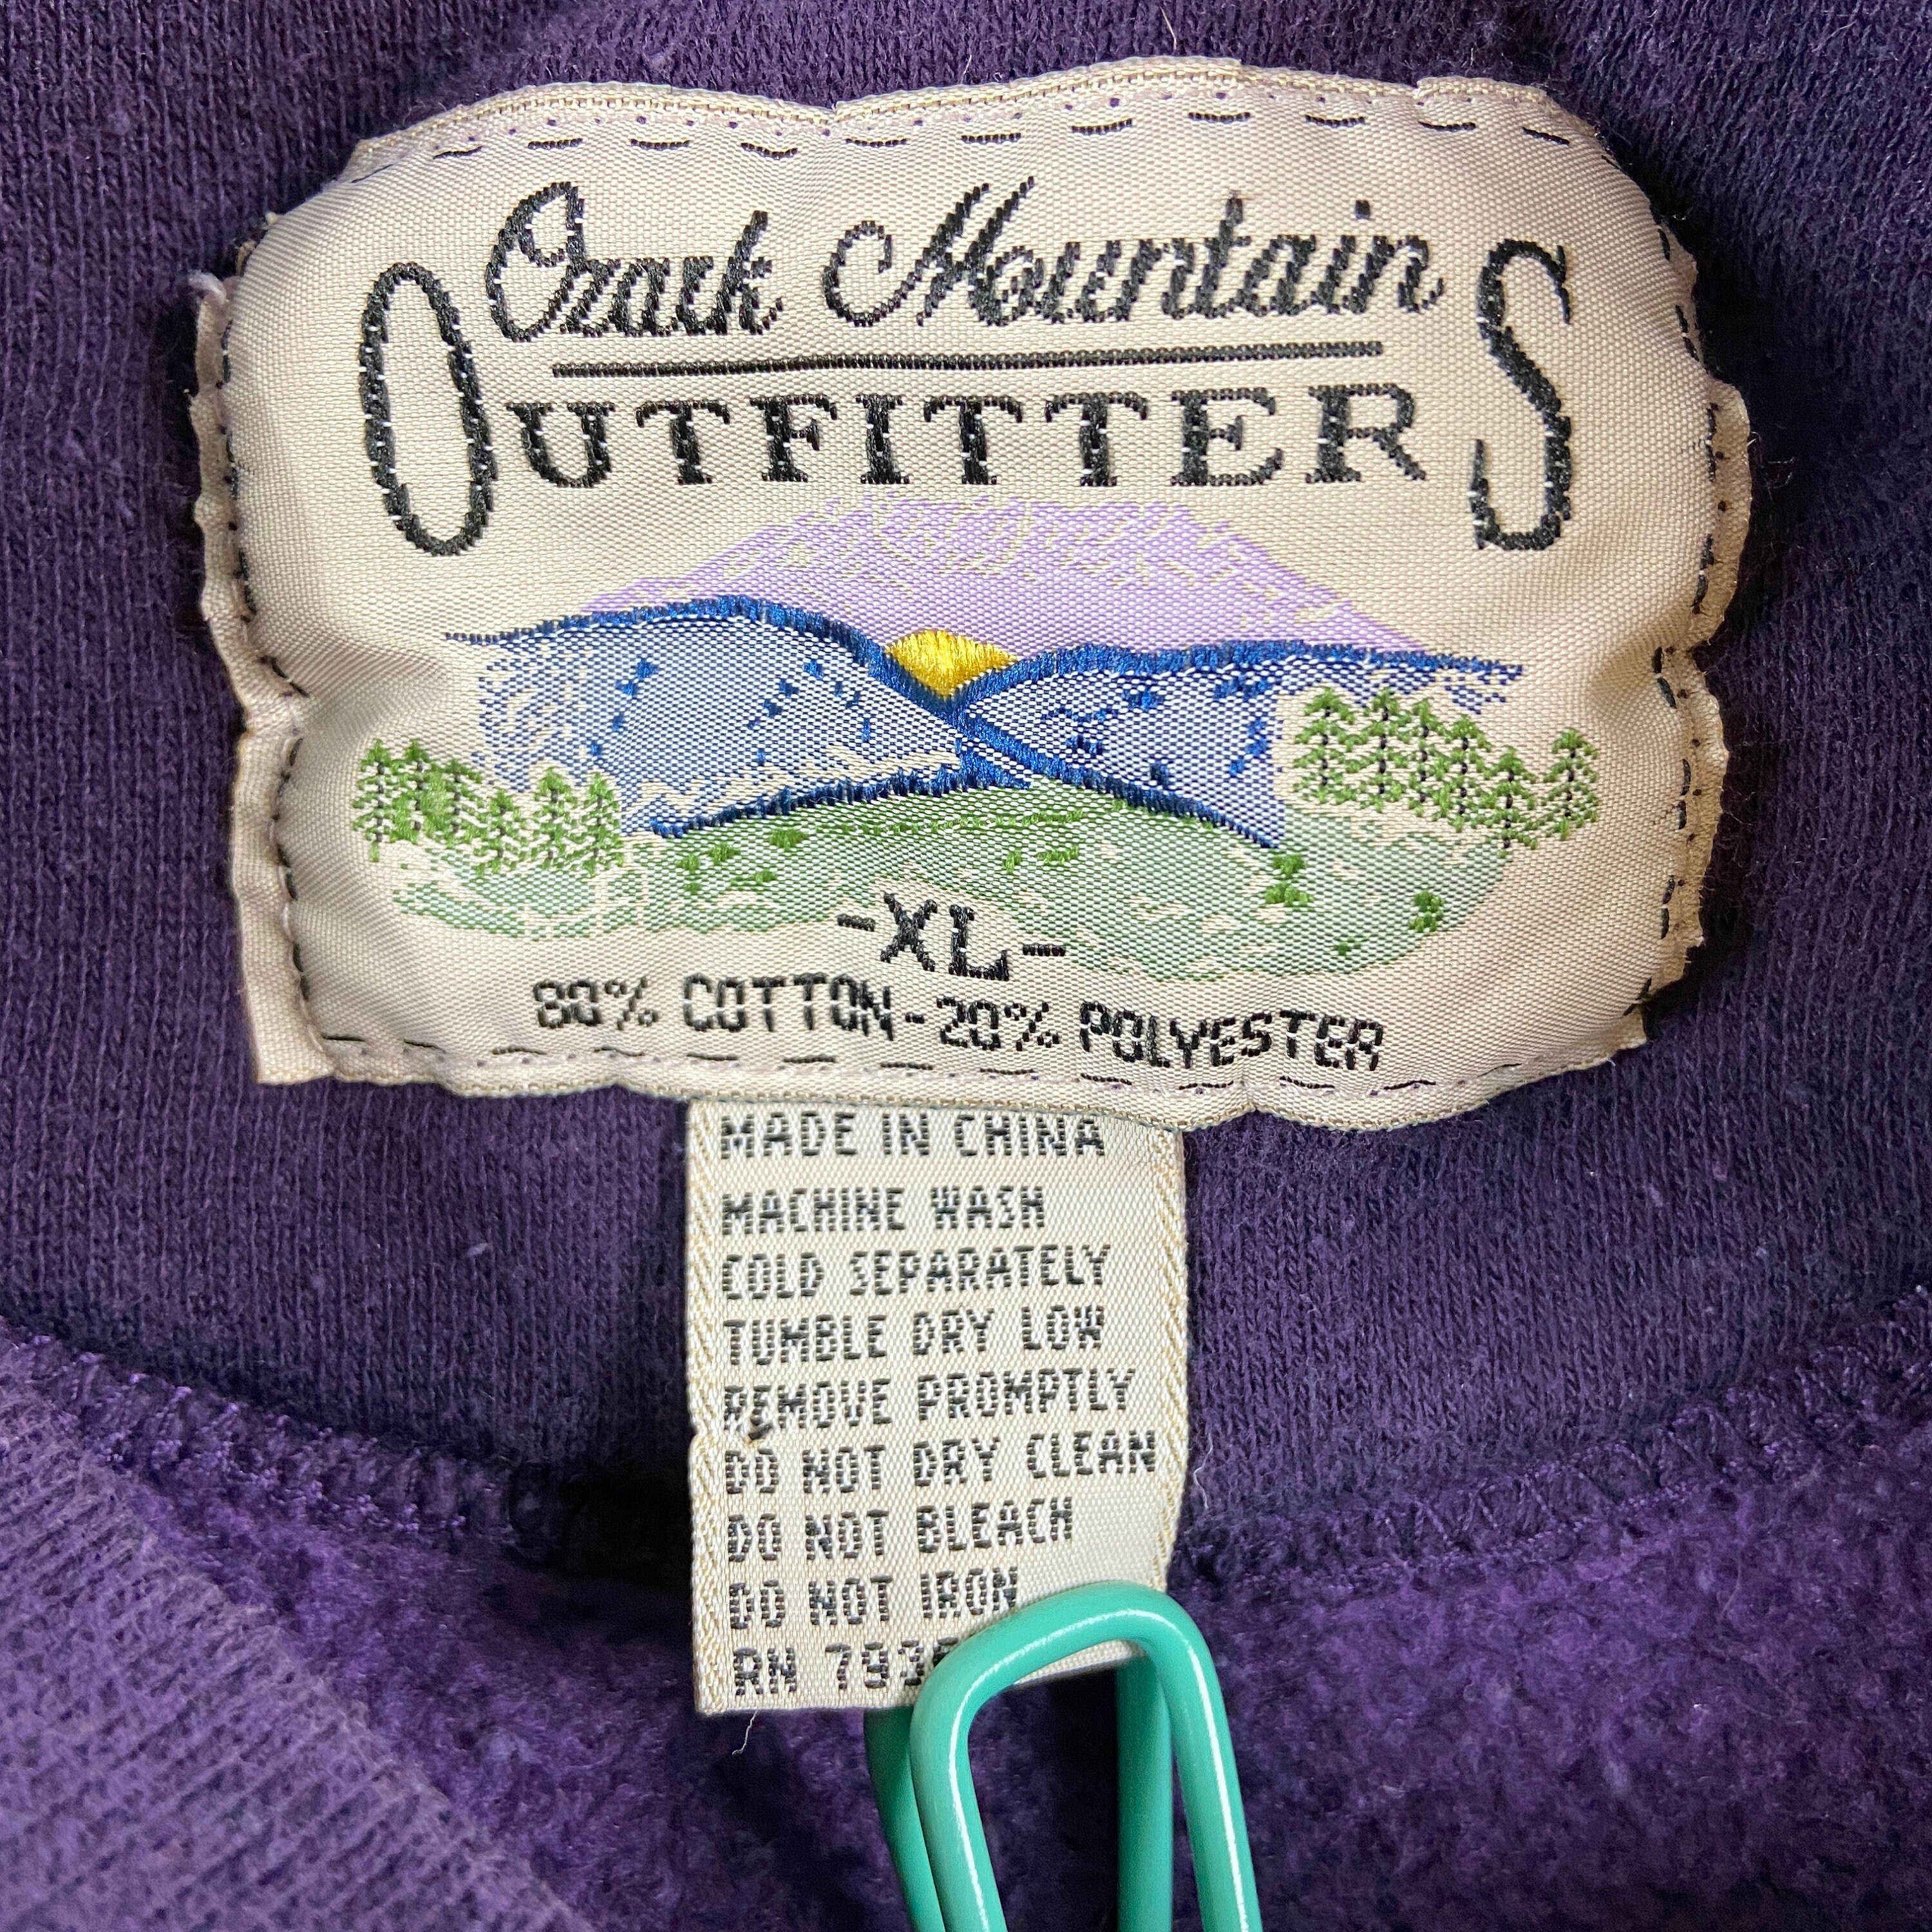 Ozark Mountain
OUTFITTERS
-XL-
80% COTTON-20% POLYESTER
MADE IN CHINA
MACHINE WASH
COLD SEPARATELY
TUMBLE DRY LOW
REMOVE PROMPTLY
DO NOT DRY CLEAN
DO NOT BLEACH
DO NOT IRON
RN